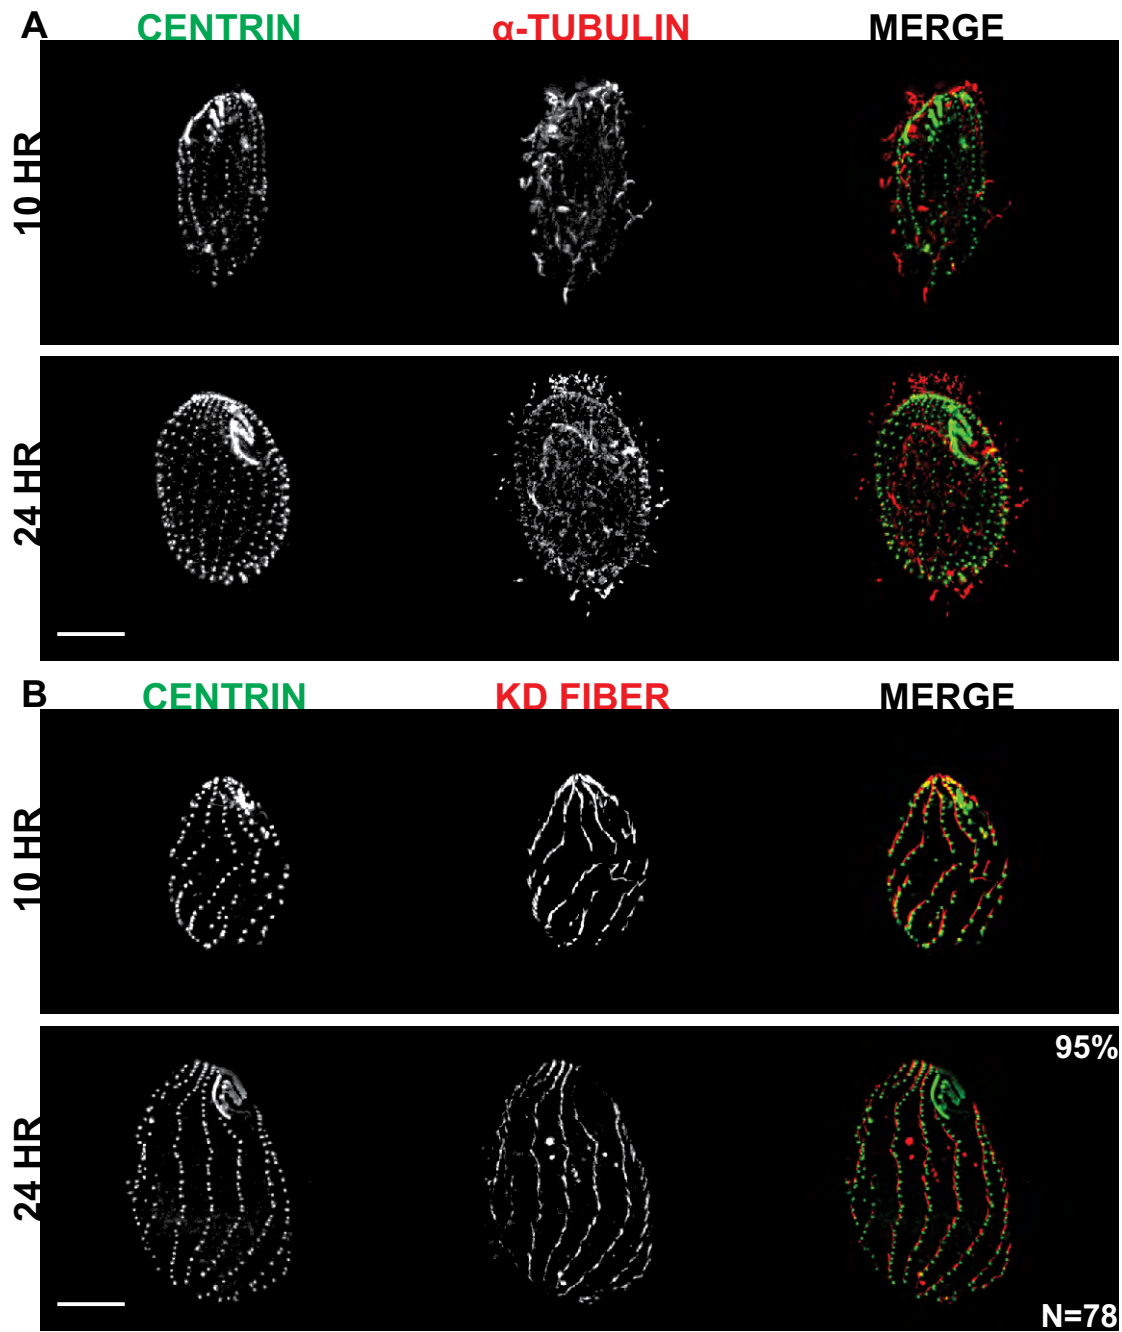 A CENTRIN α-TUBULIN MERGE
10 HR
24 HR
B CENTRIN KD FIBER MERGE
10 HR
95%
24 HR
N=78